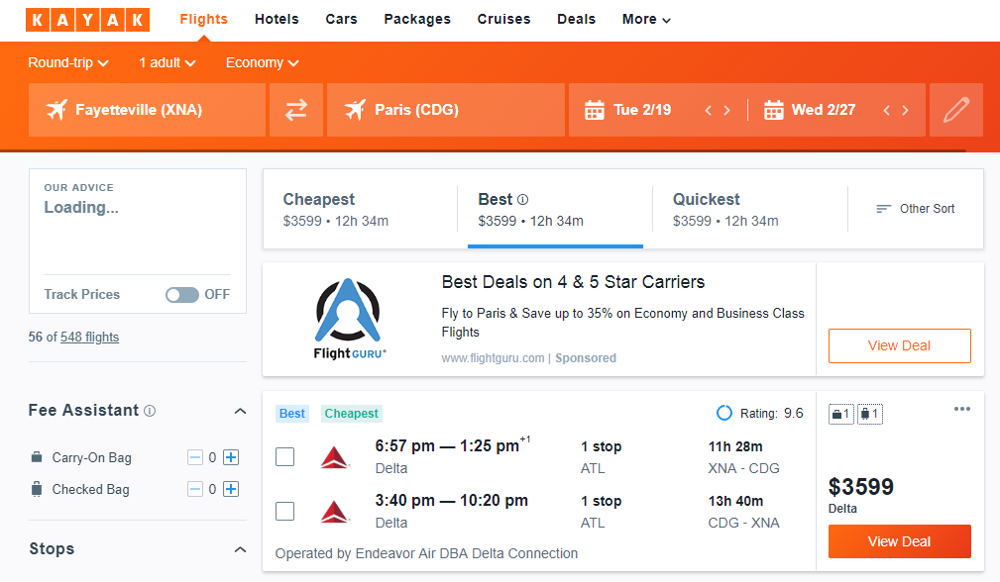 KAYAK Flights Hotels Cars Packages Cruises Deals More
Round-trip 1 adult Economy
Fayetteville (XNA) Paris (CDG) Tue 2/19 Wed 2/27
OUR ADVICE
Loading...
Track Prices OFF
56 of 548 flights
Fee Assistant
Carry-On Bag 0
Checked Bag 0
Stops
Cheapest
$3599 • 12h 34m
Best
$3599 • 12h 34m
Quickest
$3599 • 12h 34m
Other Sort
FlightGURU
Best Deals on 4 & 5 Star Carriers
Fly to Paris & Save up to 35% on Economy and Business Class
Flights
www.flightguru.com | Sponsored
View Deal
Best Cheapest Rating: 9.6
6:57 pm — 1:25 pm+1 1 stop 11h 28m
Delta ATL XNA - CDG
3:40 pm — 10:20 pm 1 stop 13h 40m
Delta ATL CDG - XNA
Operated by Endeavor Air DBA Delta Connection
1 1
$3599
Delta
View Deal